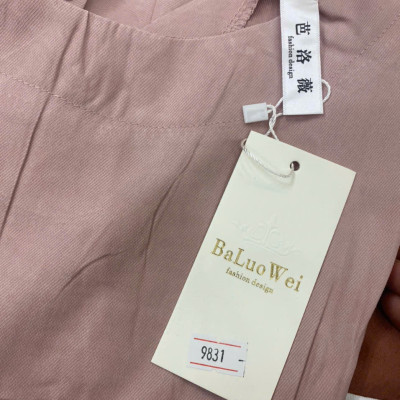 芭洛薇
fashion design
BaLuoWei
fashion design
9831 -